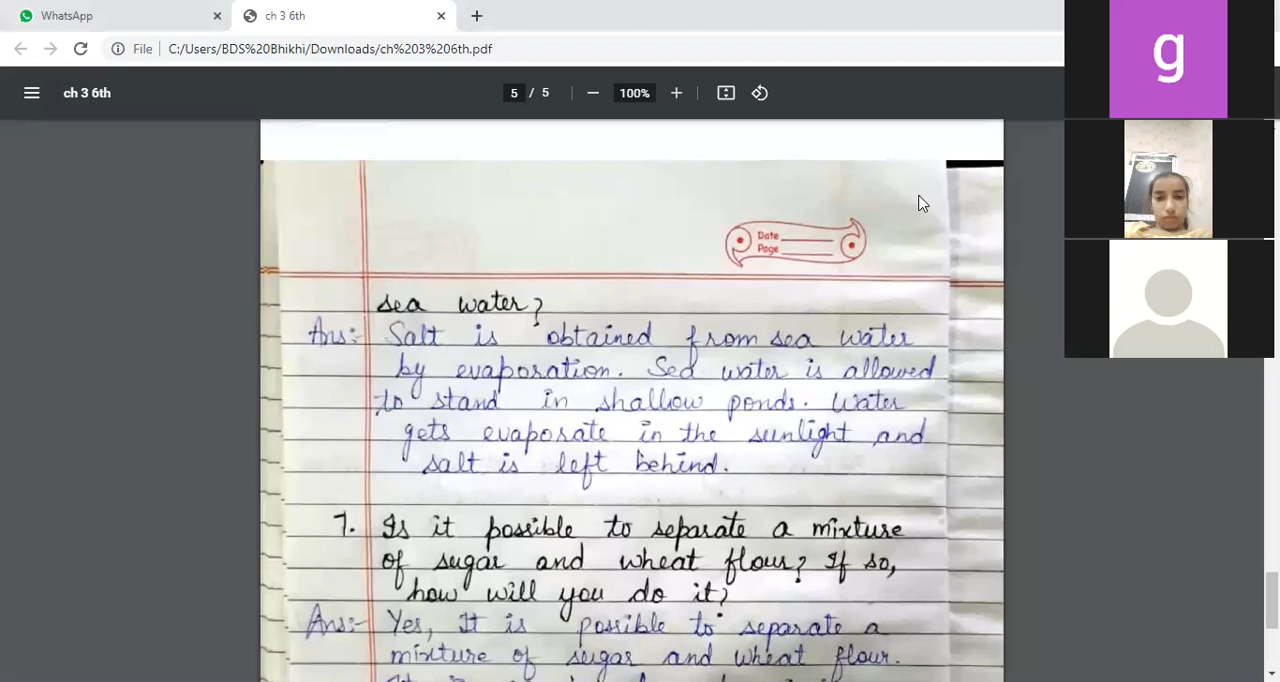 WhatsApp
ch 3 6th
File
C:/Users/BDS%20Bhikhi/Downloads/ch%203%206th.pdf
ch 3 6th
5 / 5
100%
g
Date
Page
sea water?
Ans:- Salt is obtained from sea water
by evaporation. Sea water is allowed
to stand in shallow ponds. Water
gets evaporate in the sunlight and
salt is left behind.
7. Is it possible to separate a mixture
of sugar and wheat flour? If so,
how will you do it?
Ans:- Yes, It is possible to separate a
mixture of sugar and wheat flour.